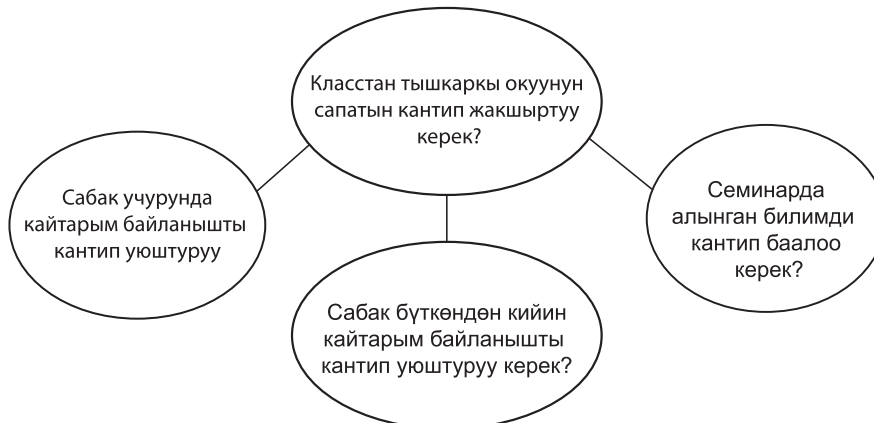 Класстан тышкаркы окуунун
сапатын кантип жакшыртуу
керек?
Сабак учурунда
кайтарым байланышты
кантип уюштуруу
Семинарда
алынган билимди
кантип баалоо
керек?
Сабак бүткөндөн кийин
кайтарым байланышты
кантип уюштуруу керек?